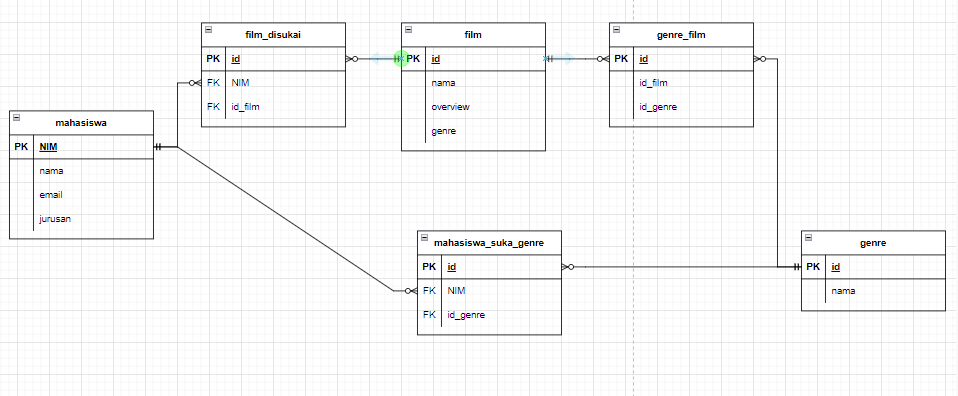 film_disukai
PK id
FK NIM
FK id_film
film
PK id
nama
overview
genre
genre_film
PK id
id_film
id_genre
mahasiswa
PK NIM
nama
email
jurusan
mahasiswa_suka_genre
PK id
FK NIM
FK id_genre
genre
PK id
nama